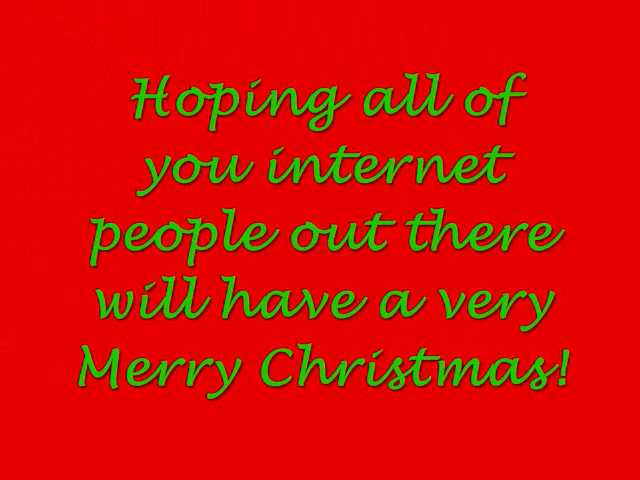 Hoping all of
you internet
people out there
will have a very
Merry Christmas!